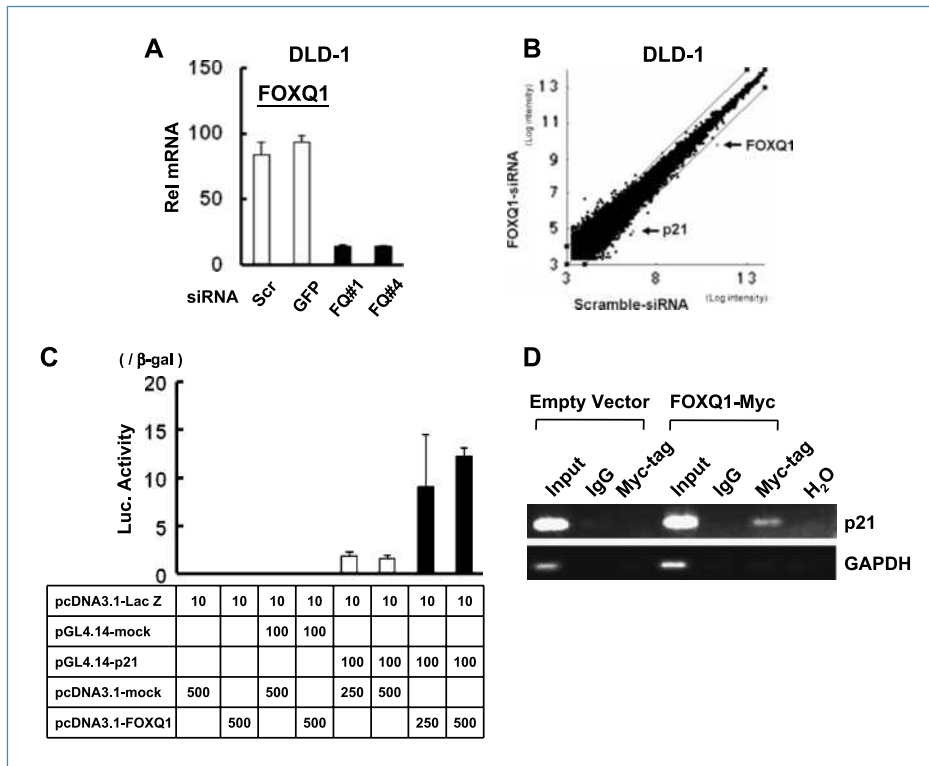 A
DLD-1
150
100
50
0
Rel mRNA
FOXQ1
siRNA
Scr
GFP
FQ#1
FQ#4
B
DLD-1
13
11
9
7
5
3
(Log intensity)
FOXQ1-siRNA
FOXQ1
p21
3 8 13
(Log intensity)
Scramble-siRNA
C
( / β-gal )
20
15
10
5
0
Luc. Activity
pcDNA3.1-Lac Z 10 10 10 10 10 10 10 10
pGL4.14-mock 100 100
pGL4.14-p21 100 100 100 100
pcDNA3.1-mock 500 500 250 500
pcDNA3.1-FOXQ1 500 500 250 500
D
Empty Vector FOXQ1-Myc
Input IgG Myc-tag Input IgG Myc-tag H₂O
p21
GAPDH